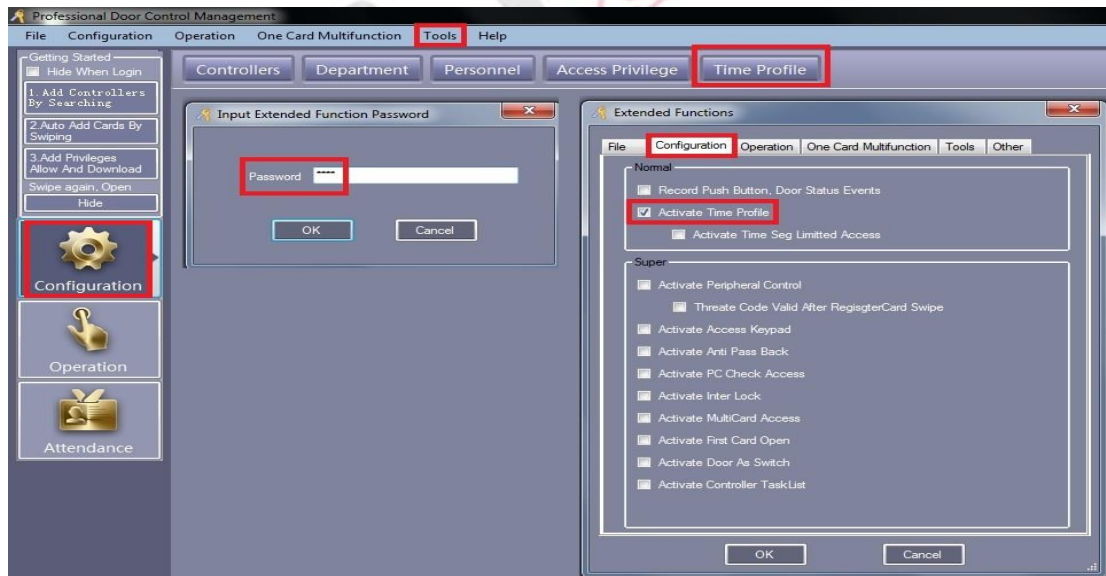 Professional Door Control Management
File Configuration Operation One Card Multifunction Tools Help
Getting Started
Hide When Login
1. Add Controllers
By Searching
2.Auto Add Cards By
Swiping
3.Add Privileges
Allow And Download
Swipe again, Open
Hide
Configuration
Operation
Attendance
Controllers Department Personnel Access Privilege Time Profile
Input Extended Function Password
Password ****
OK Cancel
Extended Functions
File Configuration Operation One Card Multifunction Tools Other
Normal
Record Push Button, Door Status Events
Activate Time Profile
Activate Time Seg Limitted Access
Super
Activate Peripheral Control
Threate Code Valid After RegisgterCard Swipe
Activate Access Keypad
Activate Anti Pass Back
Activate PC Check Access
Activate Inter Lock
Activate MultiCard Access
Activate First Card Open
Activate Door As Switch
Activate Controller TaskList
OK Cancel